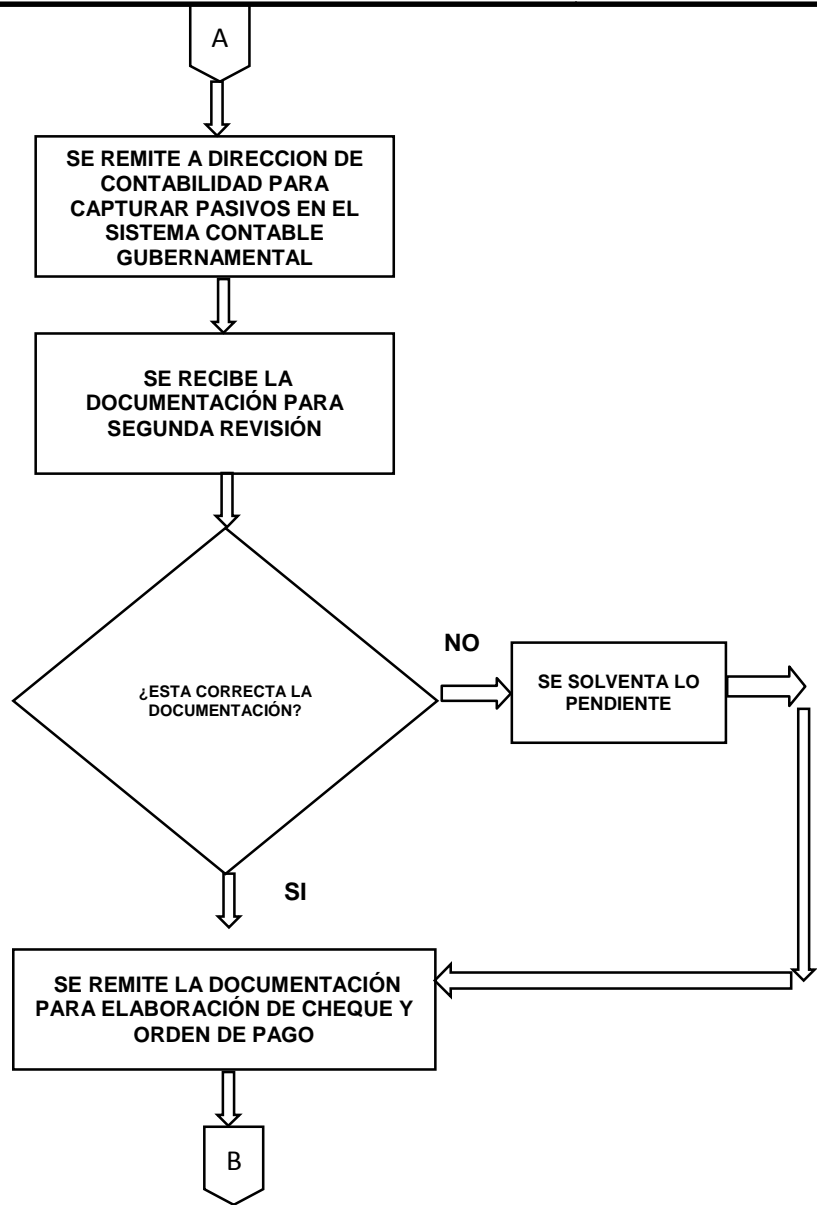 A
SE REMITE A DIRECCION DE
CONTABILIDAD PARA
CAPTURAR PASIVOS EN EL
SISTEMA CONTABLE
GUBERNAMENTAL
SE RECIBE LA
DOCUMENTACIÓN PARA
SEGUNDA REVISIÓN
¿ESTA CORRECTA LA
DOCUMENTACIÓN?
NO
SE SOLVENTA LO
PENDIENTE
SI
SE REMITE LA DOCUMENTACIÓN
PARA ELABORACIÓN DE CHEQUE Y
ORDEN DE PAGO
B